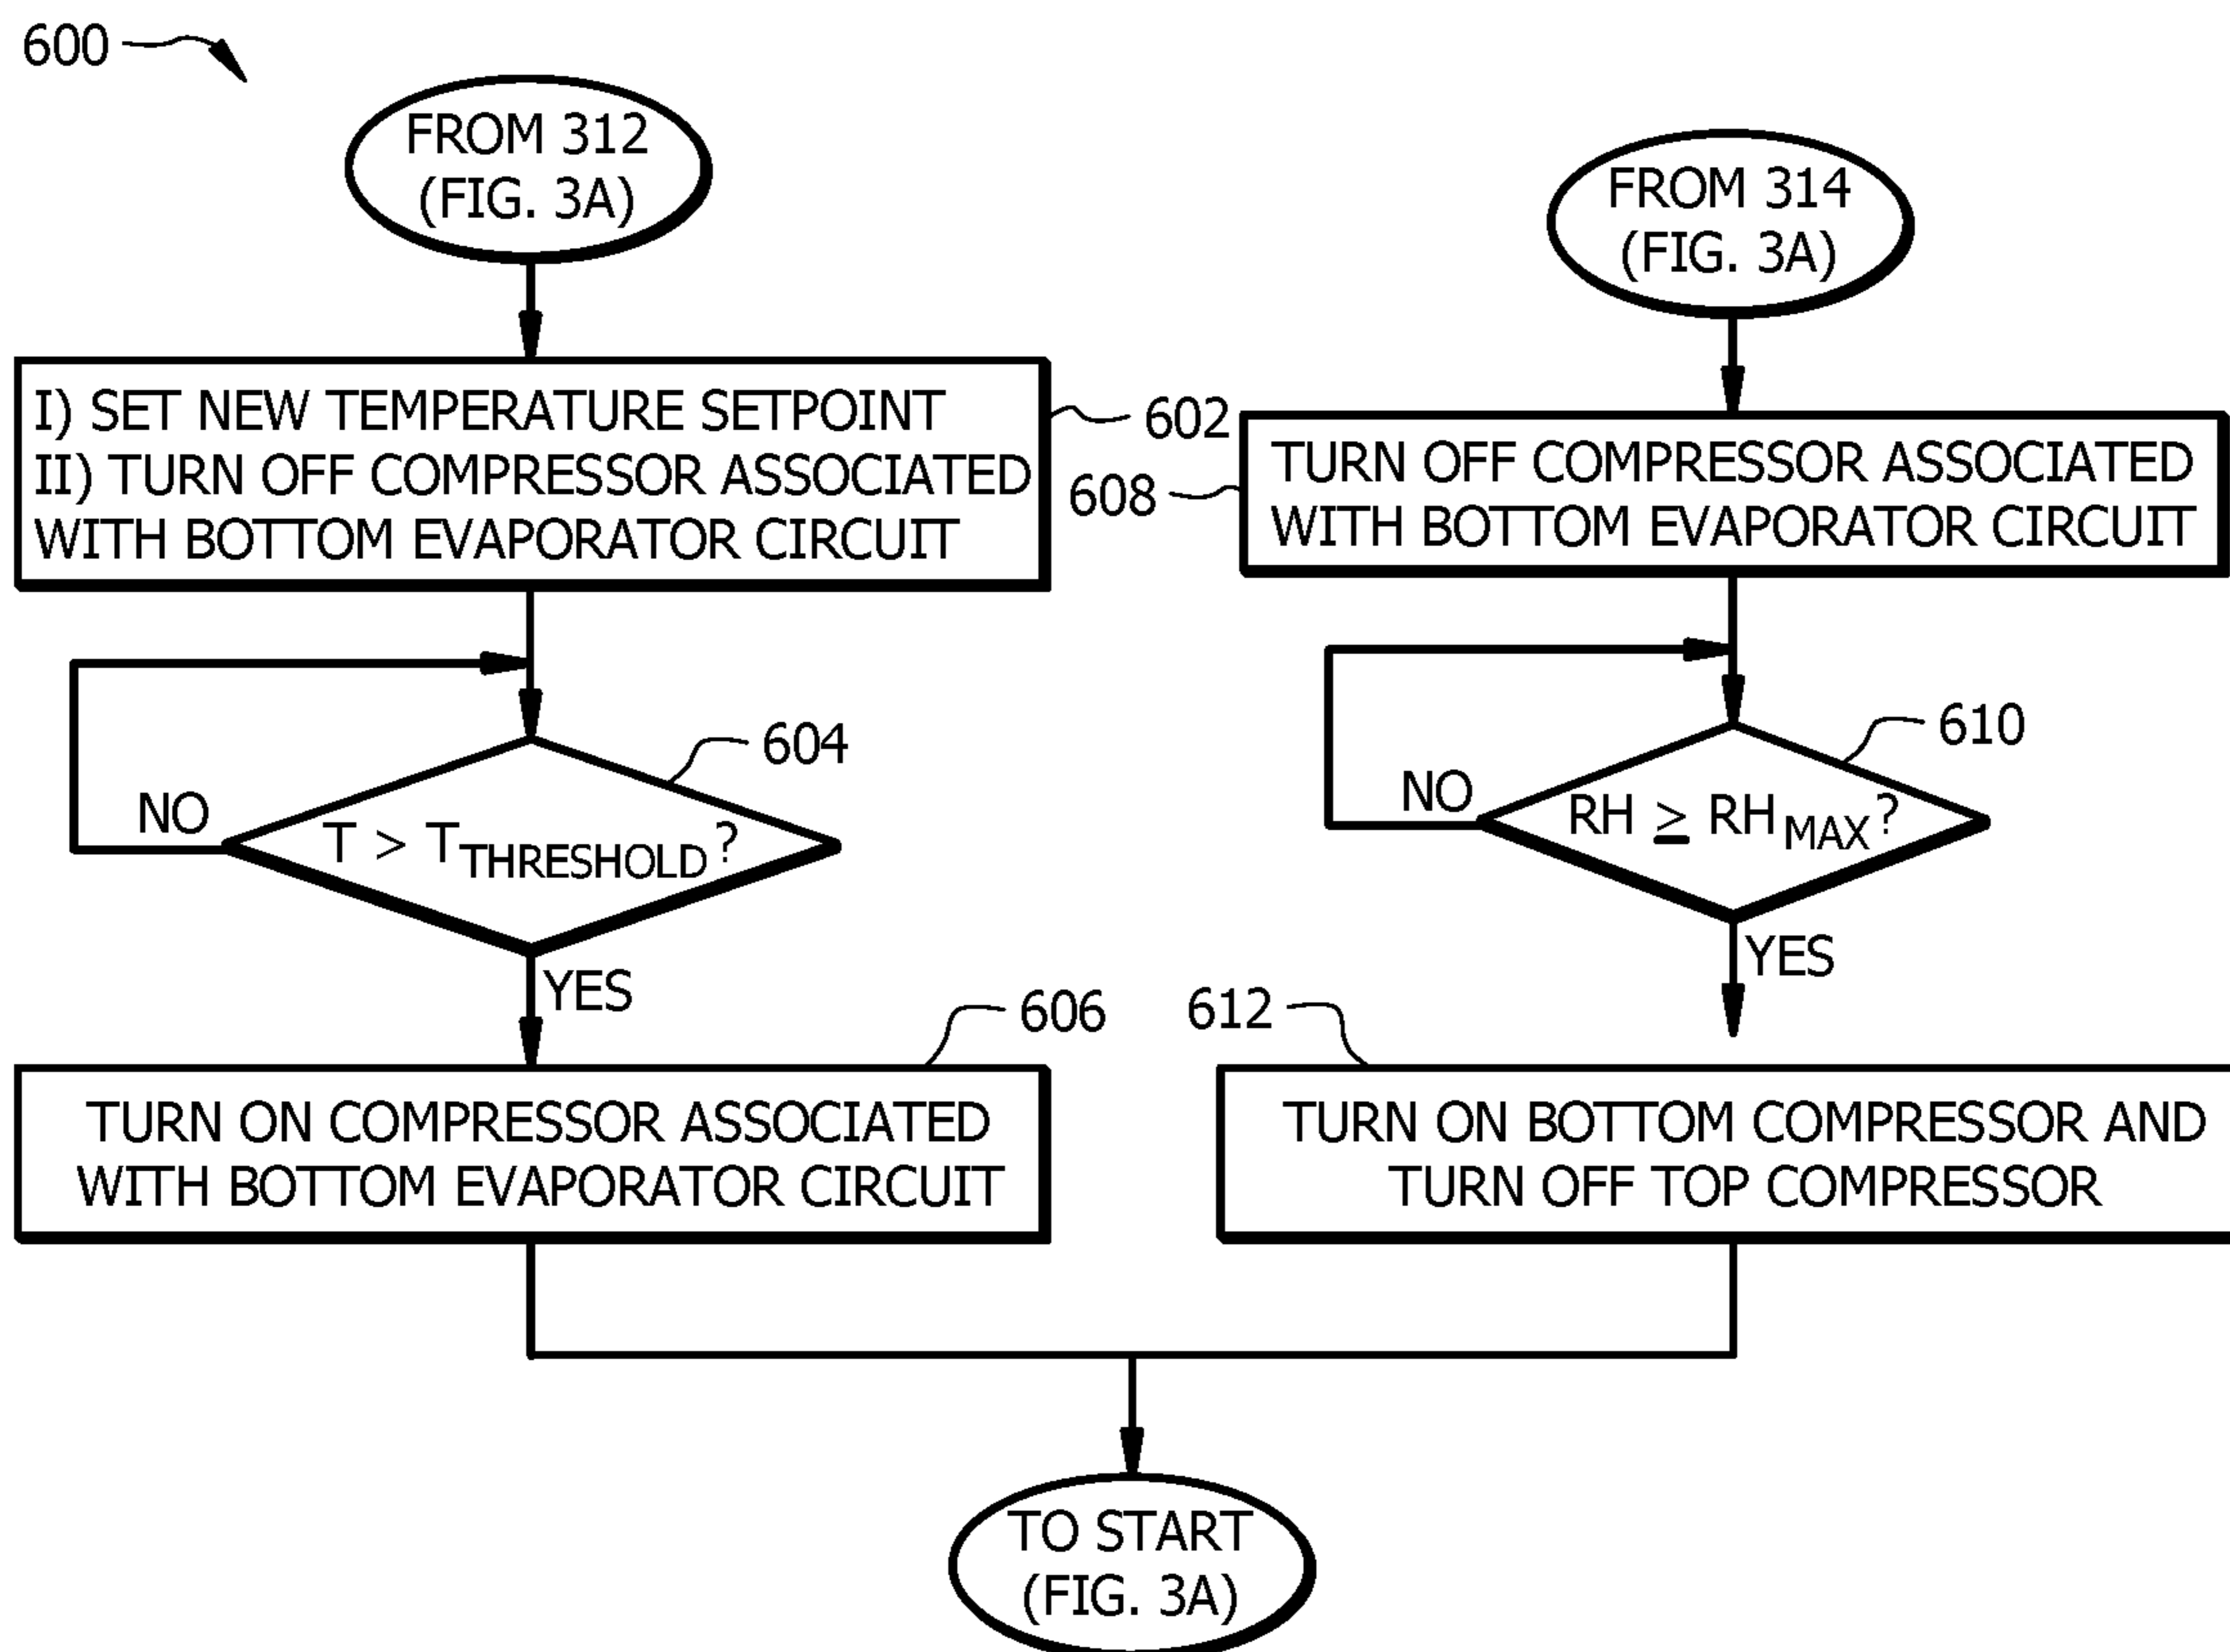 600
FROM 312
(FIG. 3A)
I) SET NEW TEMPERATURE SETPOINT
II) TURN OFF COMPRESSOR ASSOCIATED
WITH BOTTOM EVAPORATOR CIRCUIT
602
604
NO
T > T THRESHOLD ?
YES
606
TURN ON COMPRESSOR ASSOCIATED
WITH BOTTOM EVAPORATOR CIRCUIT
FROM 314
(FIG. 3A)
608
TURN OFF COMPRESSOR ASSOCIATED
WITH BOTTOM EVAPORATOR CIRCUIT
610
NO
RH ≥ RH MAX ?
YES
612
TURN ON BOTTOM COMPRESSOR AND
TURN OFF TOP COMPRESSOR
TO START
(FIG. 3A)